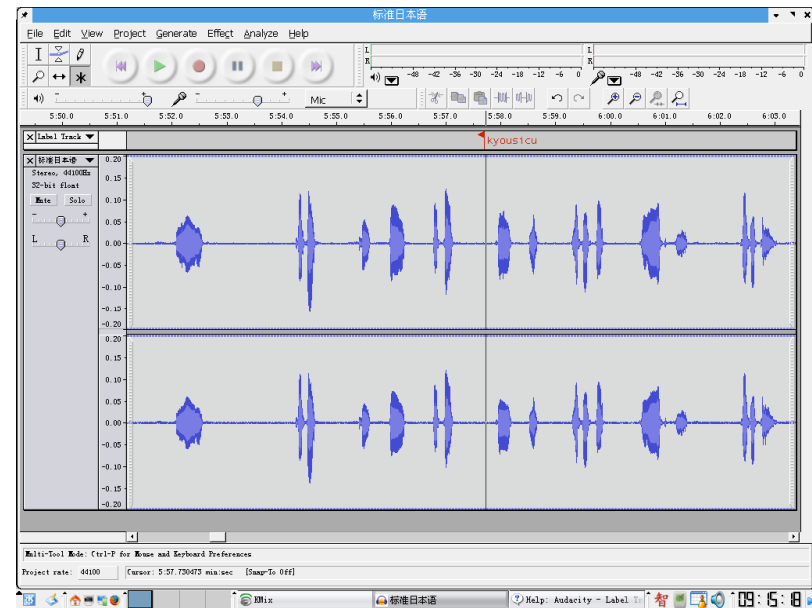 标准日本语
File Edit View Project Generate Effect Analyze Help
L
R
-48 -42 -36 -30 -24 -18 -12 -6 0
L
R
-48 -42 -36 -30 -24 -18 -12 -6 0
- + - + Mic
5:50.0 5:51.0 5:52.0 5:53.0 5:54.0 5:55.0 5:56.0 5:57.0 5:58.0 5:59.0 6:00.0 6:01.0 6:02.0 6:03.0
X Label Track
kyousicu
X 标准日本语
Stereo, 44100Hz
32-bit float
Mute Solo
- +
L R
0.20
0.15
0.10
0.05
0.00
-0.05
-0.10
-0.15
-0.20
0.20
0.15
0.10
0.05
0.00
-0.05
-0.10
-0.15
-0.20
Multi-Tool Mode: Ctrl-P for Mouse and Keyboard Preferences
Project rate: 44100 Cursor: 5:57.730473 min:sec [Snap-To Off]
KMix 标准日本语 Help: Audacity - Label Tr 智 09:15:18